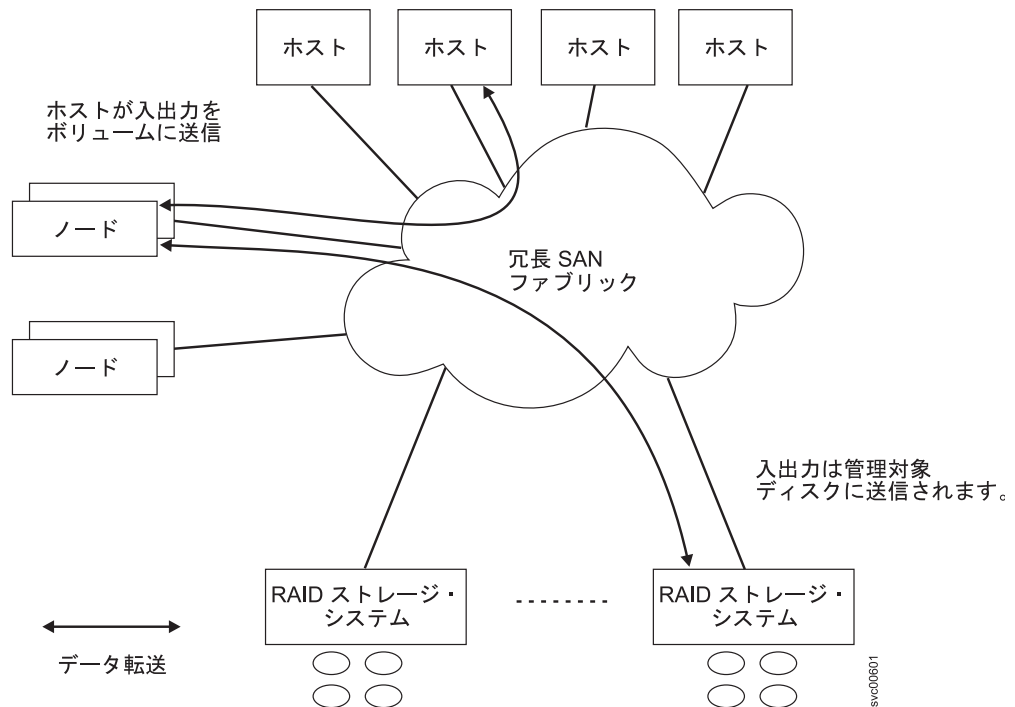 ホスト
ホスト
ホスト
ホスト
ホストが入出力を
ボリュームに送信
ノード
冗長 SAN
ファブリック
ノード
入出力は管理対象
ディスクに送信されます。
RAID ストレージ・
システム
RAID ストレージ・
システム
データ転送
svc00601